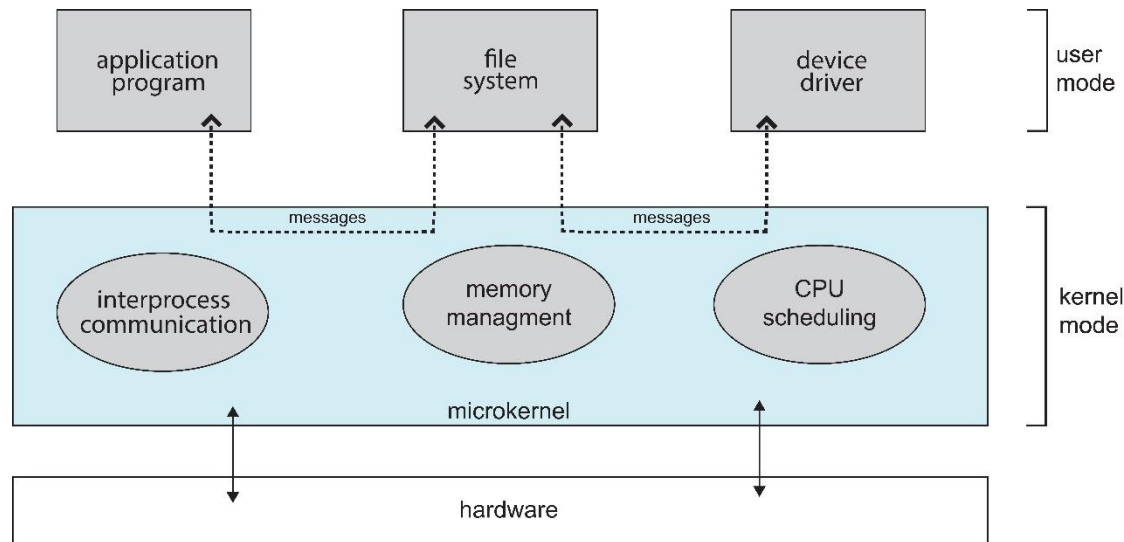 application
program
file
system
device
driver
user
mode
messages
messages
interprocess
communication
memory
managment
CPU
scheduling
kernel
mode
microkernel
hardware